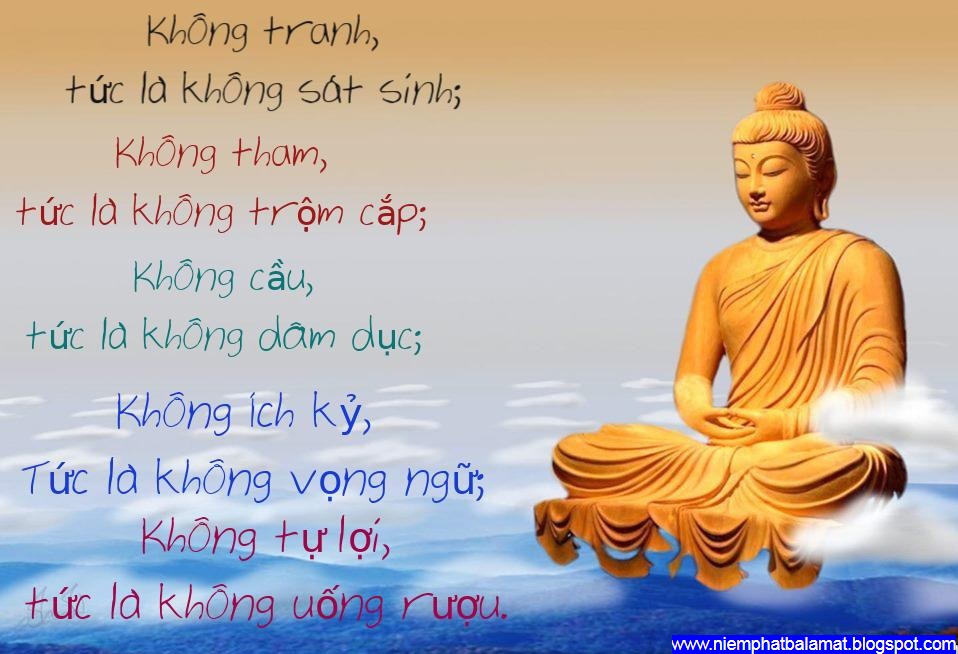 Không tranh,
tức là không sát sinh;
Không tham,
tức là không trộm cắp;
Không cầu,
tức là không dâm dục;
Không ích kỷ,
Tức là không vọng ngữ;
Không tự lợi,
tức là không uống rượu.
www.niemphatbalamat.blogspot.com